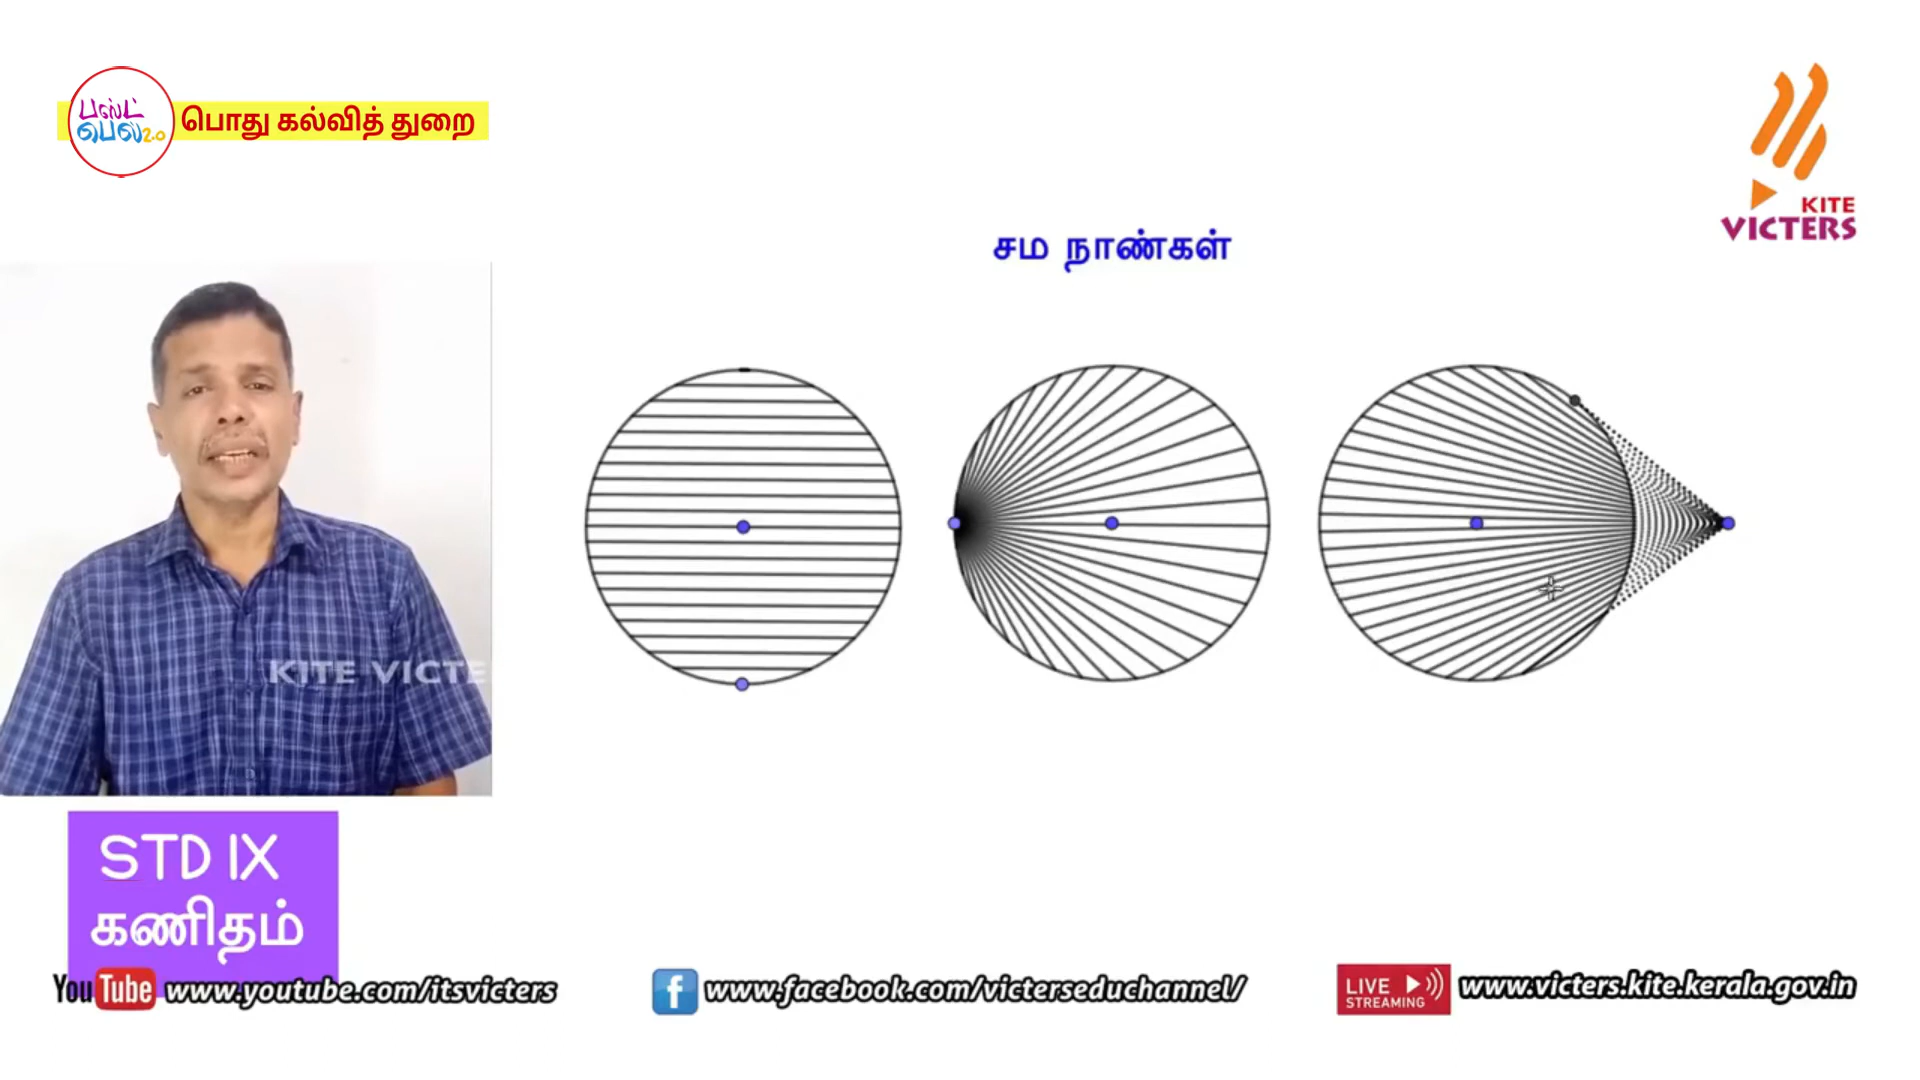 பஸ்ட்
பெல் 2.0
பொது கல்வித் துறை
KITE
VICTERS
சம நாண்கள்
KITE VICTE
STD IX
கணிதம்
YouTube www.youtube.com/itsvicters
f www.facebook.com/victerseduchannel/
LIVE STREAMING www.victers.kite.kerala.gov.in